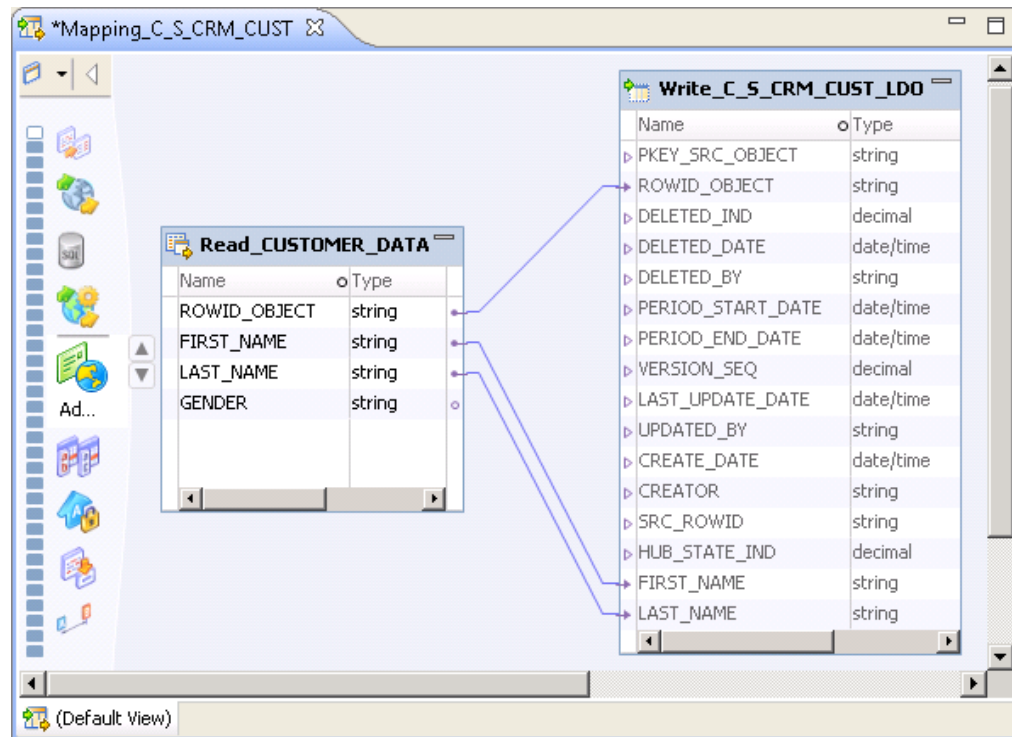 *Mapping_C_S_CRM_CUST
Write_C_S_CRM_CUST_LDO
Name Type
PKEY_SRC_OBJECT string
ROWID_OBJECT string
DELETED_IND decimal
DELETED_DATE date/time
DELETED_BY string
PERIOD_START_DATE date/time
PERIOD_END_DATE date/time
VERSION_SEQ decimal
LAST_UPDATE_DATE date/time
UPDATED_BY string
CREATE_DATE date/time
CREATOR string
SRC_ROWID string
HUB_STATE_IND decimal
FIRST_NAME string
LAST_NAME string
Read_CUSTOMER_DATA
Name Type
ROWID_OBJECT string
FIRST_NAME string
LAST_NAME string
GENDER string
SQL
Ad...
(Default View)